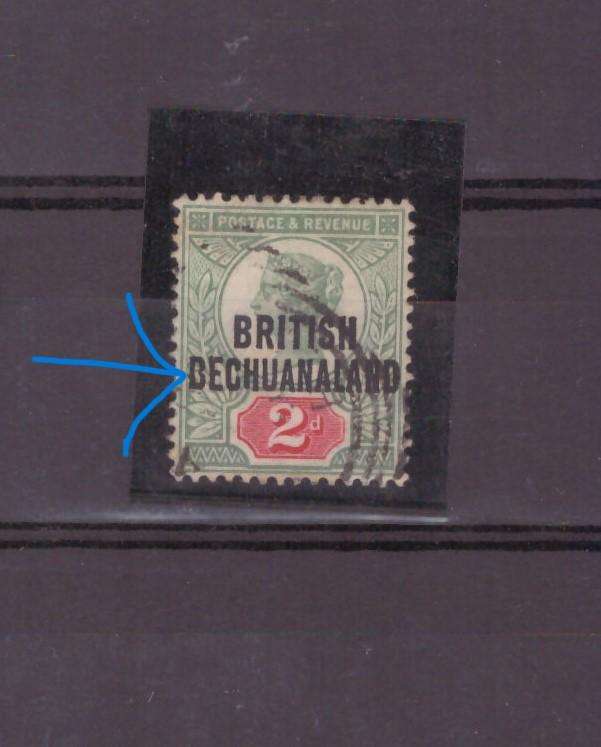 POSTAGE & REVENUE
BRITISH
BECHUANALAND
2d